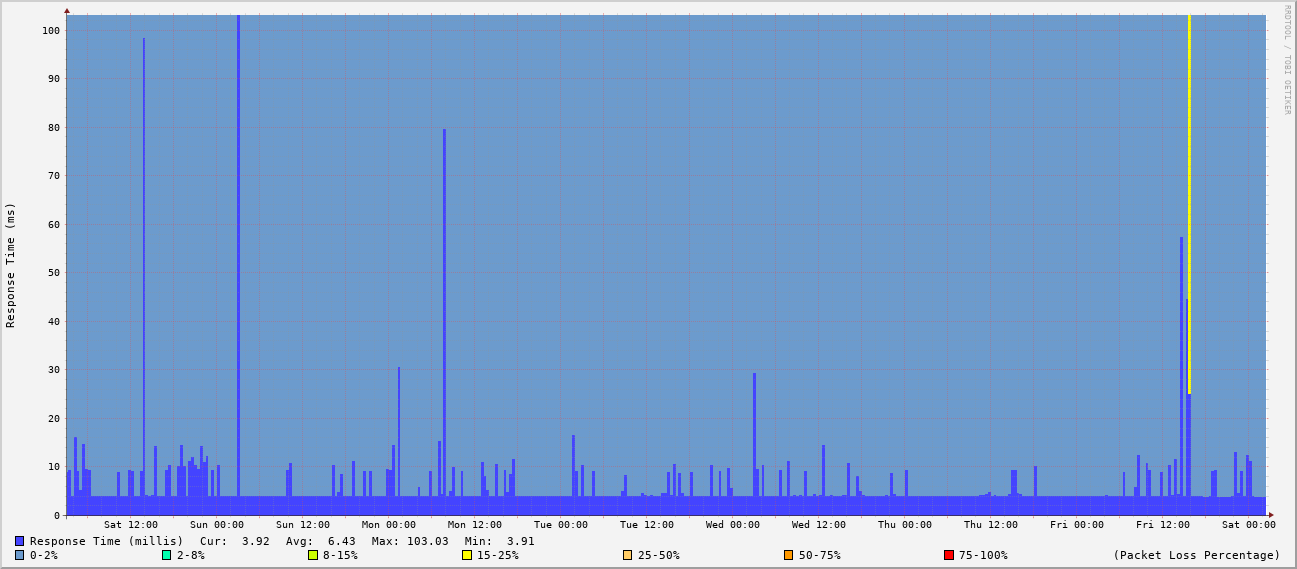 RRDTOOL / TOBI OETIKER
Response Time (ms)
100
90
80
70
60
50
40
30
20
10
0
Sat 12:00 Sun 00:00 Sun 12:00 Mon 00:00 Mon 12:00 Tue 00:00 Tue 12:00 Wed 00:00 Wed 12:00 Thu 00:00 Thu 12:00 Fri 00:00 Fri 12:00 Sat 00:00
Response Time (millis) Cur: 3.92 Avg: 6.43 Max: 103.03 Min: 3.91
0-2% 2-8% 8-15% 15-25% 25-50% 50-75% 75-100% (Packet Loss Percentage)